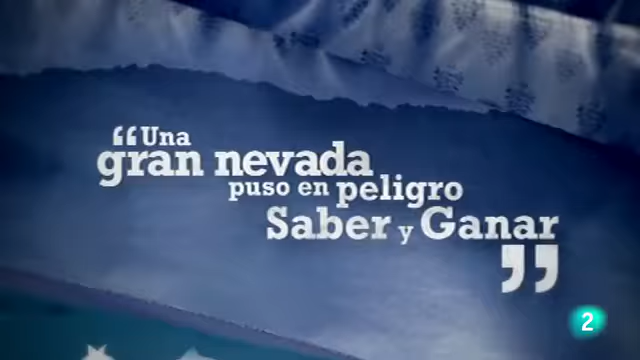 “Una
gran nevada
puso en peligro
Saber y Ganar
”
2